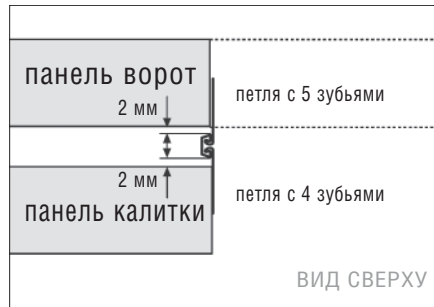 панель ворот
2 мм
петля с 5 зубьями
2 мм
петля с 4 зубьями
панель калитки
ВИД СВЕРХУ